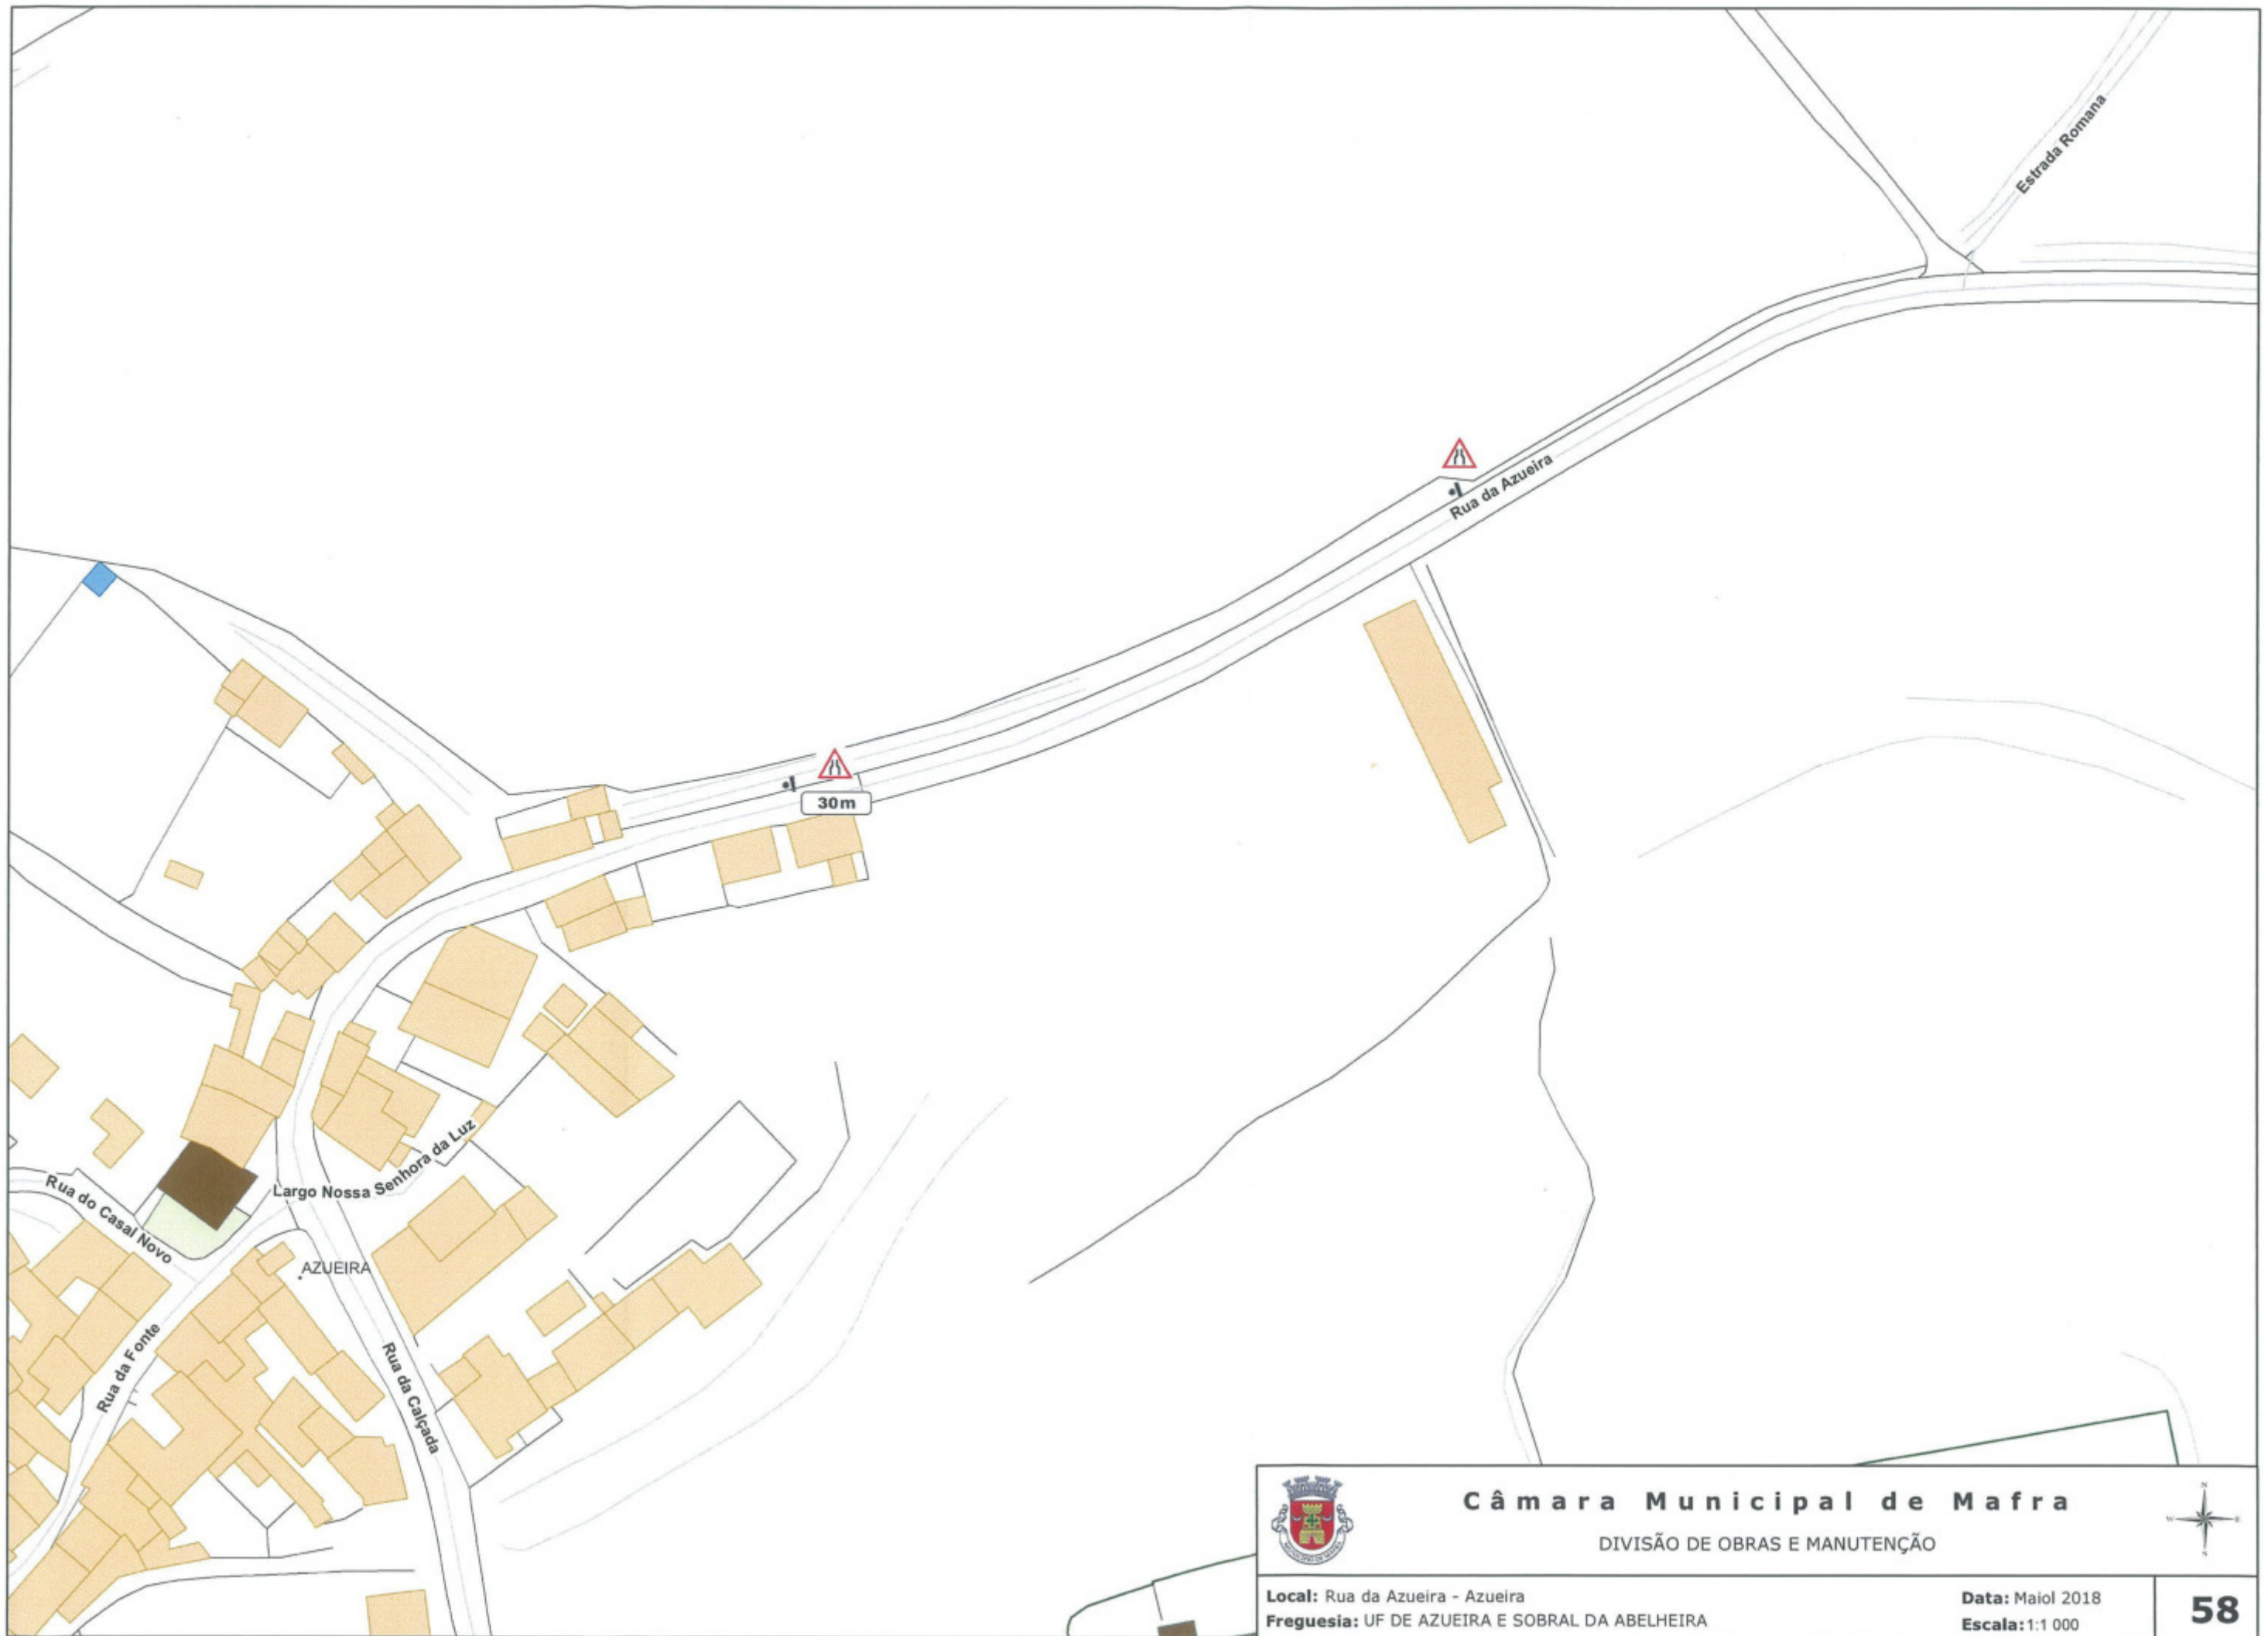 Estrada Romana
Rua da Azueira
30m
Largo Nossa Senhora da Luz
Rua do Casal Novo
AZUEIRA
Rua da Fonte
Rua da Calçada
Câmara Municipal de Mafra
DIVISÃO DE OBRAS E MANUTENÇÃO
Local: Rua da Azueira - Azueira
Freguesia: UF DE AZUEIRA E SOBRAL DA ABELHEIRA
Data: Maiol 2018
Escala:1:1 000
58